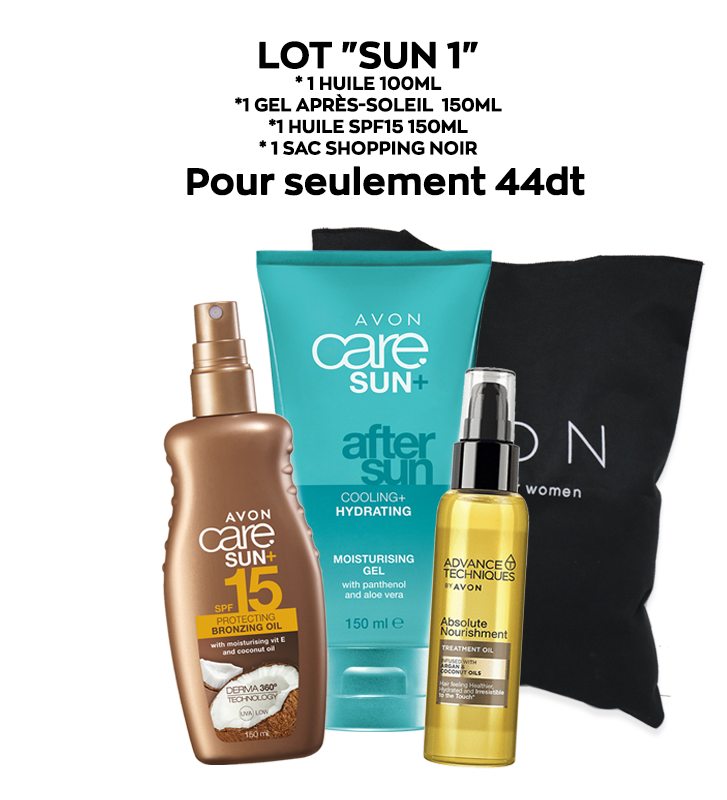 LOT "SUN 1"
* 1 HUILE 100ML
*1 GEL APRÈS-SOLEIL 150ML
*1 HUILE SPF15 150ML
* 1 SAC SHOPPING NOIR
Pour seulement 44dt
AVON
care
SUN+
after
sun
COOLING+
HYDRATING
MOISTURISING
GEL
with panthenol
and aloe vera
150 ml e
AVON
care
SUN+
SPF 15
PROTECTING
BRONZING OIL
with moisturising vit E
and coconut oil
DERMA 360°
TECHNOLOGY
UVA LOW
150 ml
ADVANCE
TECHNIQUES
BY AVON
Absolute
Nourishment
TREATMENT OIL
INFUSED WITH
ARGAN &
COCONUT OILS
Hair feeling Healthier,
Hydrated and Irresistible
to the Touch*
ON
women